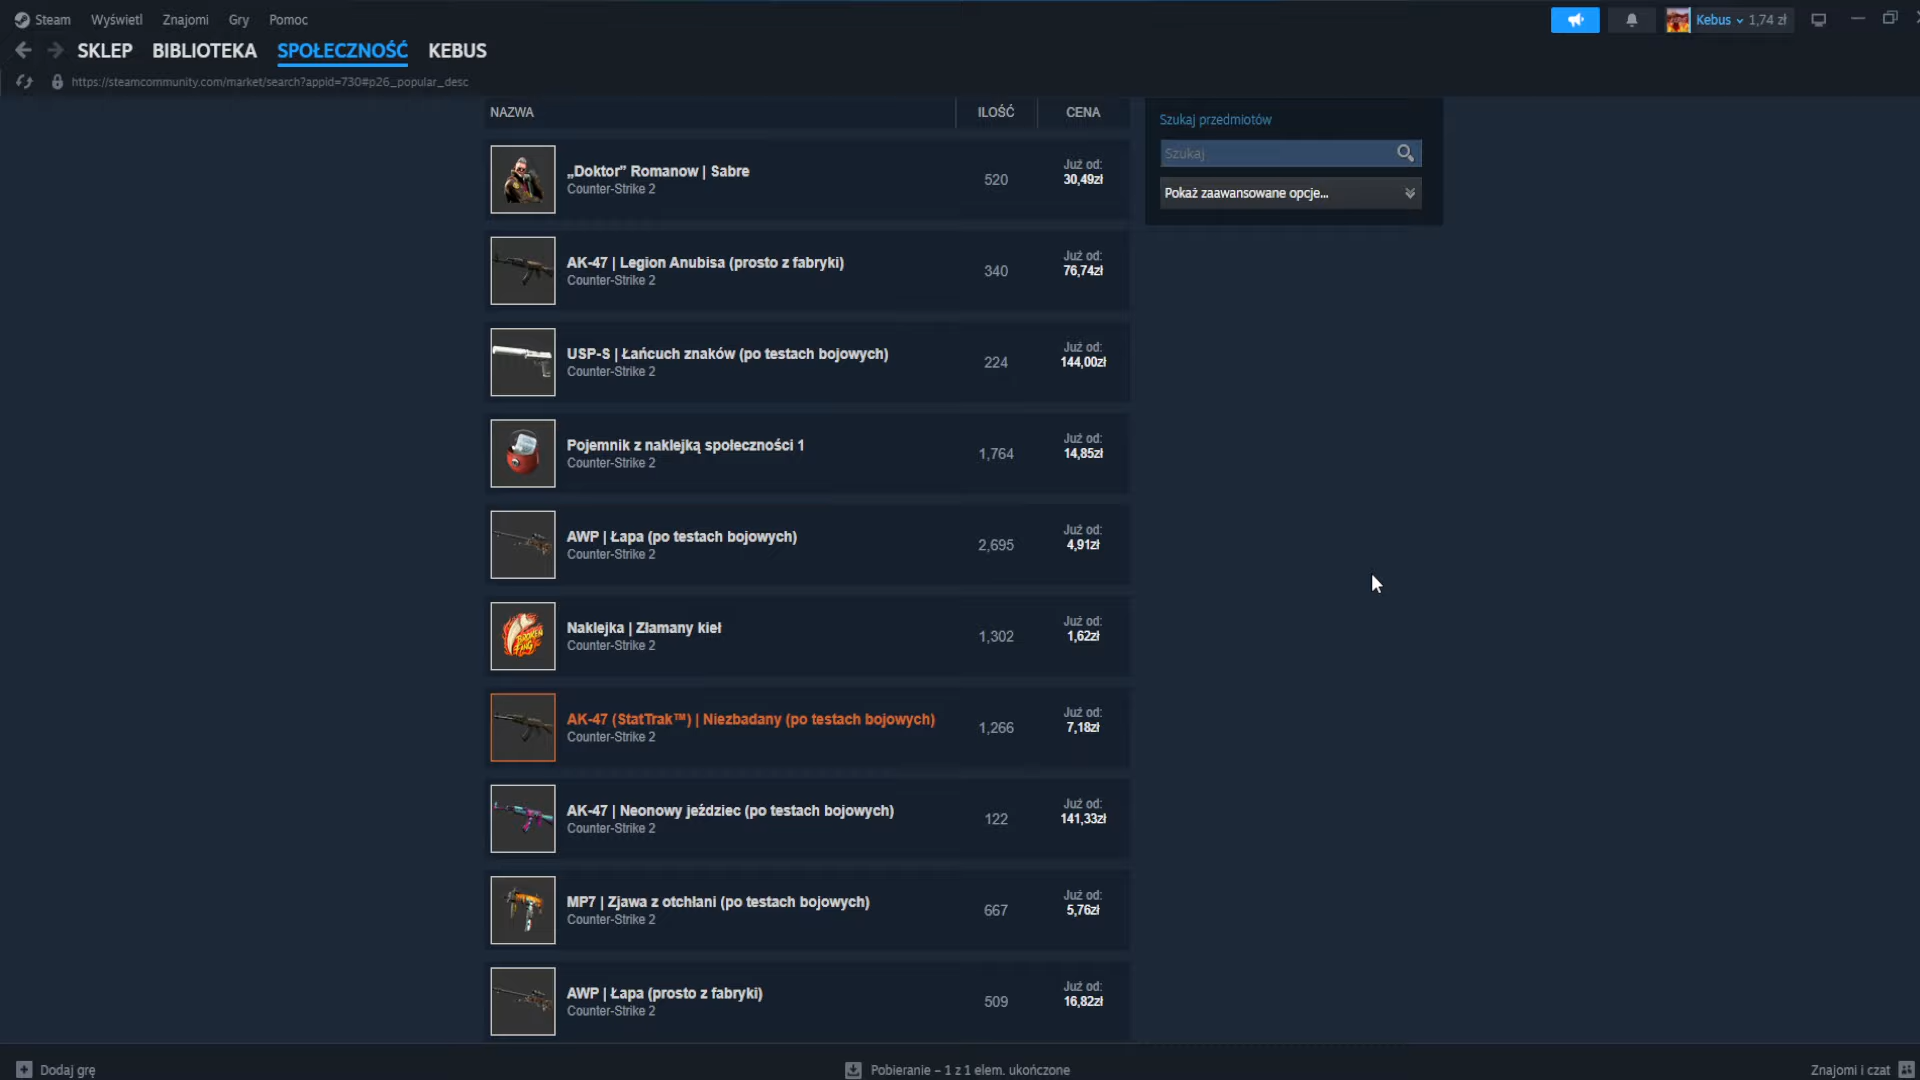 Steam Wyświetl Znajomi Gry Pomoc Kebus 1,74 zł
SKLEP BIBLIOTEKA SPOŁECZNOŚĆ KEBUS
https://steamcommunity.com/market/search?appid=730#p26_popular_desc
NAZWA ILOŚĆ CENA
Szukaj przedmiotów
Szukaj
Pokaż zaawansowane opcje...
„Doktor” Romanow | Sabre
Counter-Strike 2
520
Już od:
30,49zł
AK-47 | Legion Anubisa (prosto z fabryki)
Counter-Strike 2
340
Już od:
76,74zł
USP-S | Łańcuch znaków (po testach bojowych)
Counter-Strike 2
224
Już od:
144,00zł
Pojemnik z naklejką społeczności 1
Counter-Strike 2
1,764
Już od:
14,85zł
AWP | Łapa (po testach bojowych)
Counter-Strike 2
2,695
Już od:
4,91zł
BROKEN
FANG
Naklejka | Złamany kieł
Counter-Strike 2
1,302
Już od:
1,62zł
AK-47 (StatTrak™) | Niezbadany (po testach bojowych)
Counter-Strike 2
1,266
Już od:
7,18zł
AK-47 | Neonowy jeździec (po testach bojowych)
Counter-Strike 2
122
Już od:
141,33zł
MP7 | Zjawa z otchłani (po testach bojowych)
Counter-Strike 2
667
Już od:
5,76zł
AWP | Łapa (prosto z fabryki)
Counter-Strike 2
509
Już od:
16,82zł
Dodaj grę Pobieranie – 1 z 1 elem. ukończone Znajomi i czat